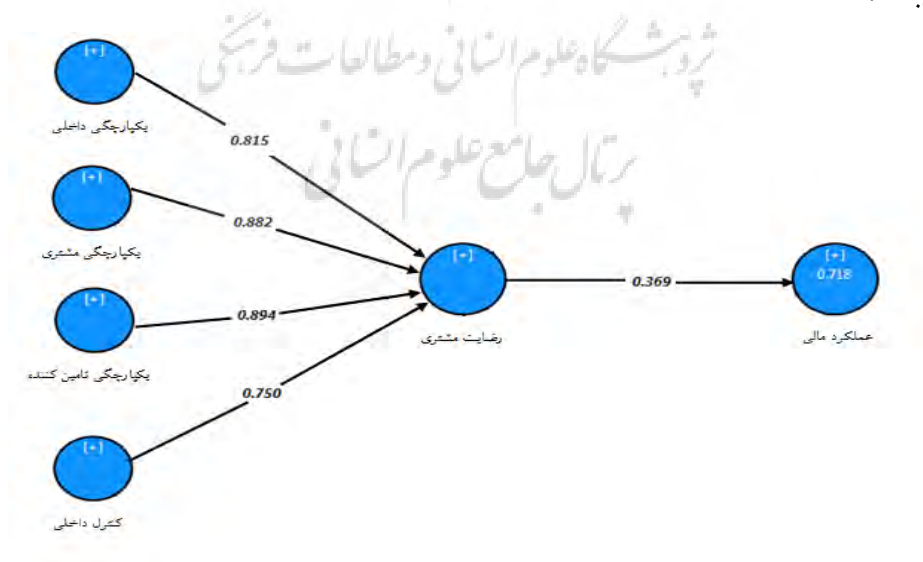 پژوهشگاه علوم انسانی و مطالعات فرهنگی
پرتال جامع علوم انسانی
[+]
یکپارچگی داخلی
0.815
[+]
یکپارچگی مشتری
0.882
[+]
یکپارچگی تامین کننده
0.894
[+]
کنترل داخلی
0.750
[+]
رضایت مشتری
0.369
[+]
0.718
عملکرد مالی